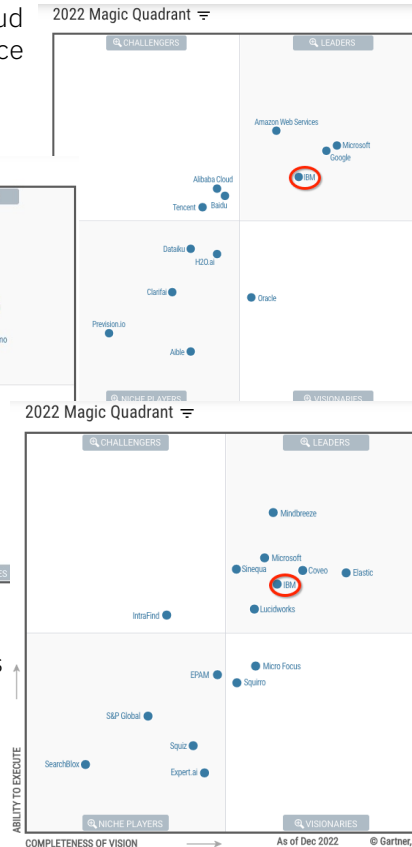 ud
ce
2022 Magic Quadrant
CHALLENGERS
LEADERS
Amazon Web Services
Microsoft
Google
IBM
Alibaba Cloud
Baidu
Tencent
Dataiku
H2O.ai
Clarifai
Oracle
Prevision.io
Aible
no
NICHE PLAYERS
VISIONARIES
2022 Magic Quadrant
CHALLENGERS
LEADERS
Mindbreeze
Microsoft
Sinequa
Coveo
Elastic
ES
IBM
Lucidworks
IntraFind
s
Micro Focus
EPAM
Squirro
S&P Global
Squiz
SearchBlox
Expert.ai
ABILITY TO EXECUTE
NICHE PLAYERS
VISIONARIES
COMPLETENESS OF VISION
As of Dec 2022
© Gartner,